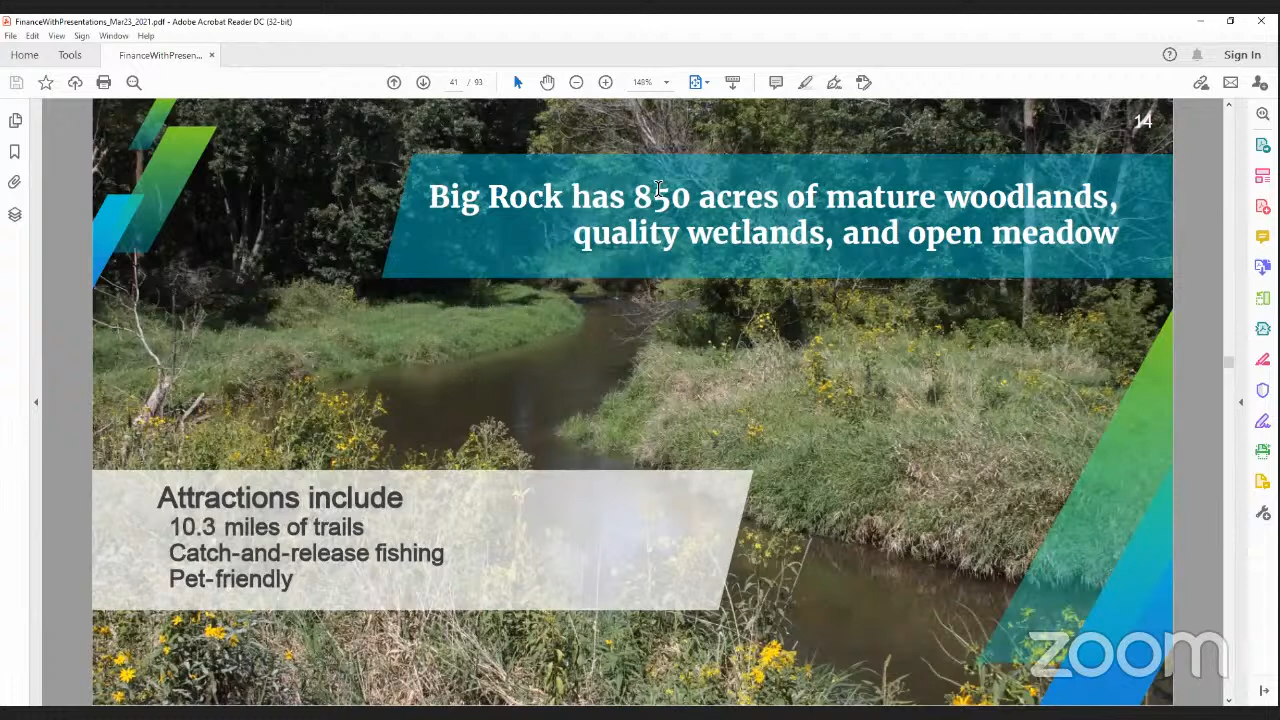 FinanceWithPresentations_Mar23_2021.pdf - Adobe Acrobat Reader DC (32-bit)
File Edit View Sign Window Help
Home Tools FinanceWithPresen... × Sign In
41 / 93 148%
14
Big Rock has 850 acres of mature woodlands,
quality wetlands, and open meadow
Attractions include
10.3 miles of trails
Catch-and-release fishing
Pet-friendly
zoom